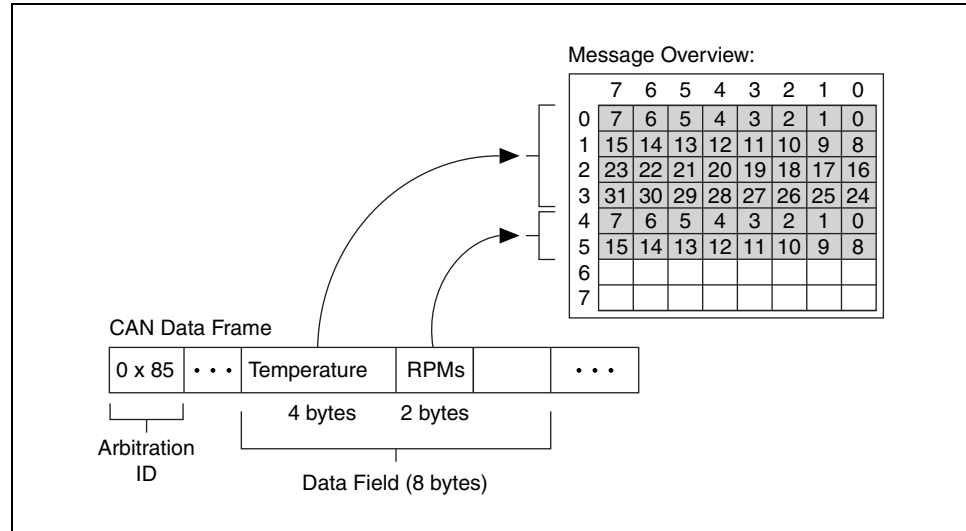 Message Overview:
7 6 5 4 3 2 1 0
0 7 6 5 4 3 2 1 0
1 15 14 13 12 11 10 9 8
2 23 22 21 20 19 18 17 16
3 31 30 29 28 27 26 25 24
4 7 6 5 4 3 2 1 0
5 15 14 13 12 11 10 9 8
6
7
CAN Data Frame
0 x 85 • • • Temperature RPMs • • •
4 bytes 2 bytes
Arbitration
ID
Data Field (8 bytes)